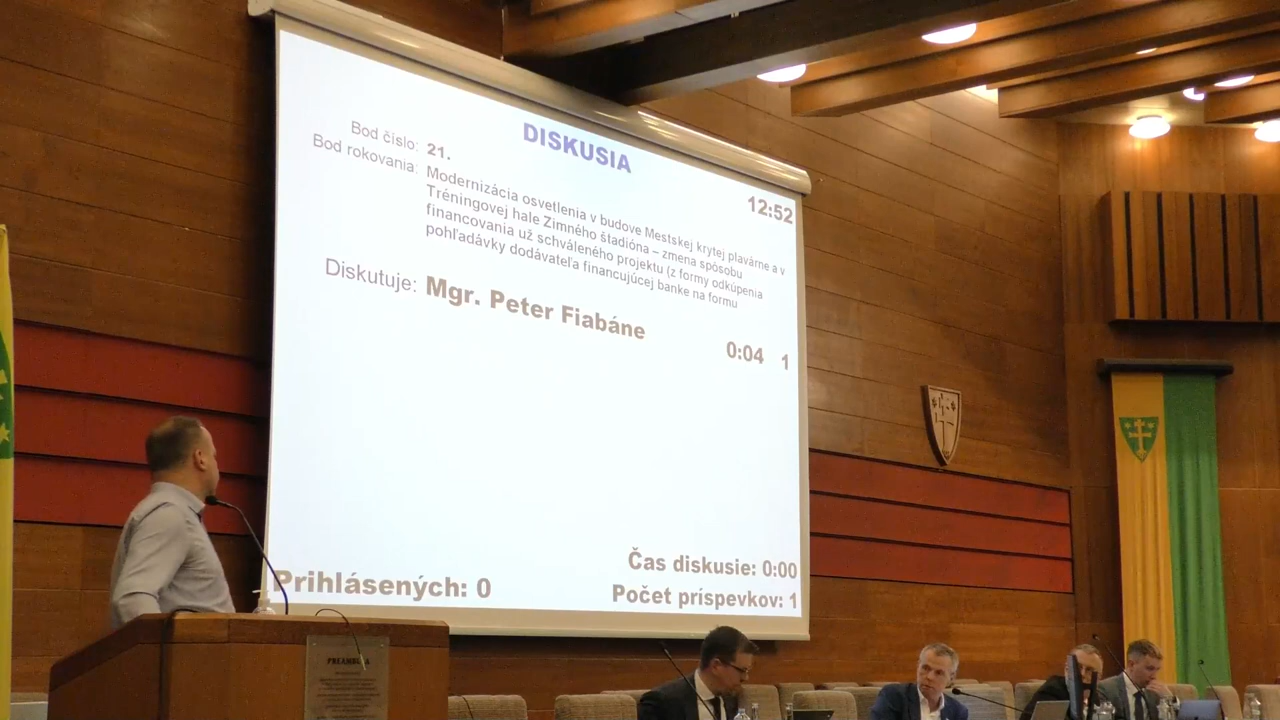 DISKUSIA
Bod číslo: 21.
12:52
Bod rokovania: Modernizácia osvetlenia v budove Mestskej krytej plavárne a v
Tréningovej hale Zimného štadióna – zmena spôsobu
financovania už schváleného projektu (z formy odkúpenia
pohľadávky dodávateľa financujúcej banke na formu
Diskutuje: Mgr. Peter Fiabáne
0:04 1
Čas diskusie: 0:00
Prihlásených: 0
Počet príspevkov: 1
PREAMBULA